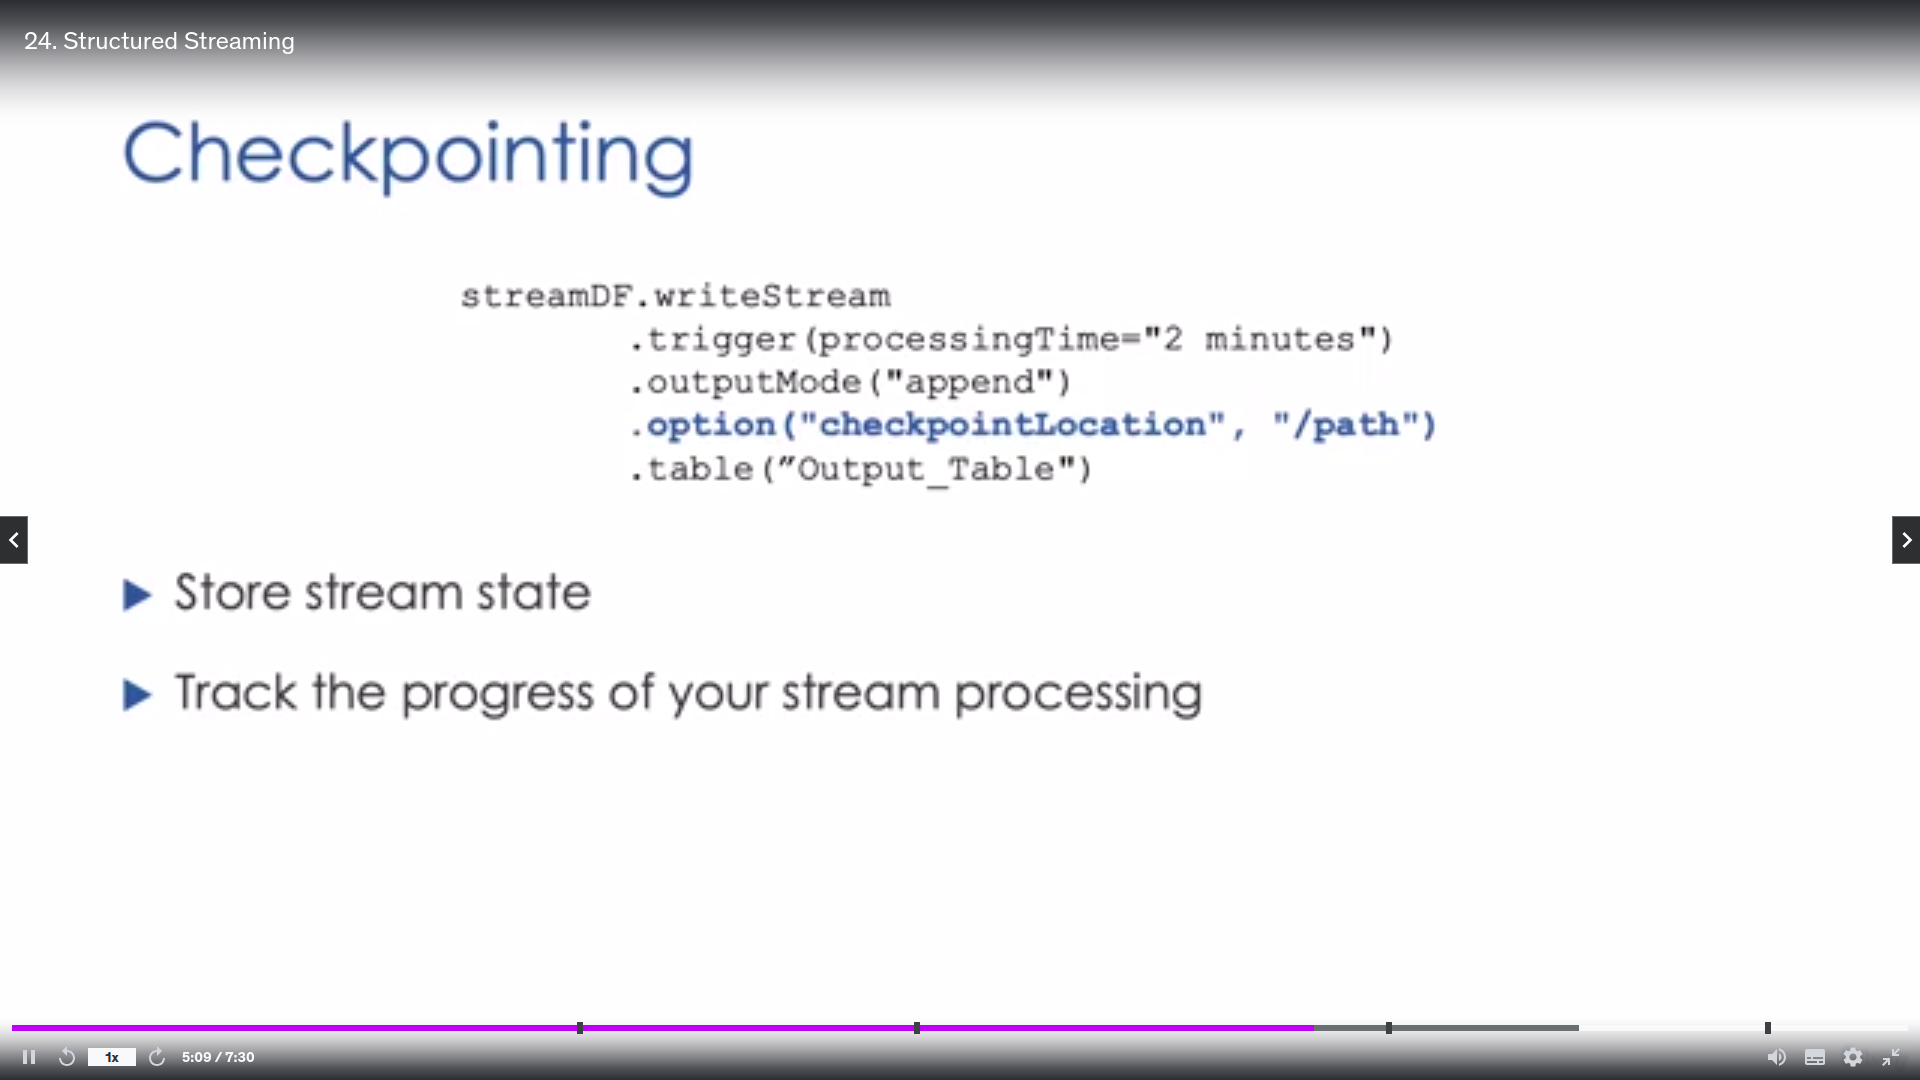 24. Structured Streaming
Checkpointing
streamDF.writeStream
.trigger(processingTime="2 minutes")
.outputMode("append")
.option("checkpointLocation", "/path")
.table(”Output_Table")
Store stream state
Track the progress of your stream processing
1x
5:09 / 7:30